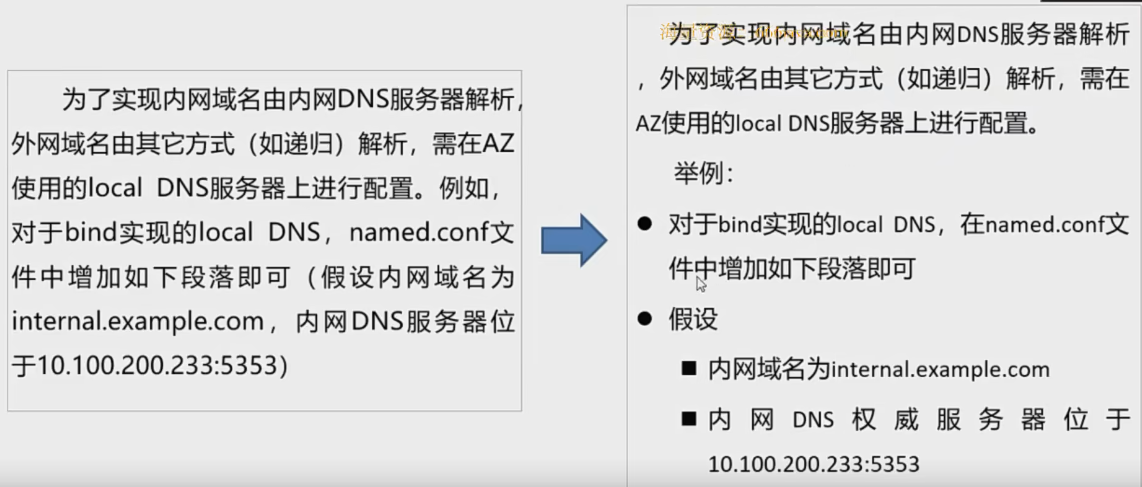 为了实现内网域名由内网DNS服务器解析,
外网域名由其它方式（如递归）解析，需在AZ
使用的local DNS服务器上进行配置。例如，
对于bind实现的local DNS，named.conf文
件中增加如下段落即可（假设内网域名为
internal.example.com，内网DNS服务器位
于10.100.200.233:5353）
为了实现内网域名由内网DNS服务器解析
，外网域名由其它方式（如递归）解析，需在
AZ使用的local DNS服务器上进行配置。
举例：
● 对于bind实现的local DNS，在named.conf文
件中增加如下段落即可
● 假设
■ 内网域名为internal.example.com
■ 内网DNS权威服务器位于
10.100.200.233:5353